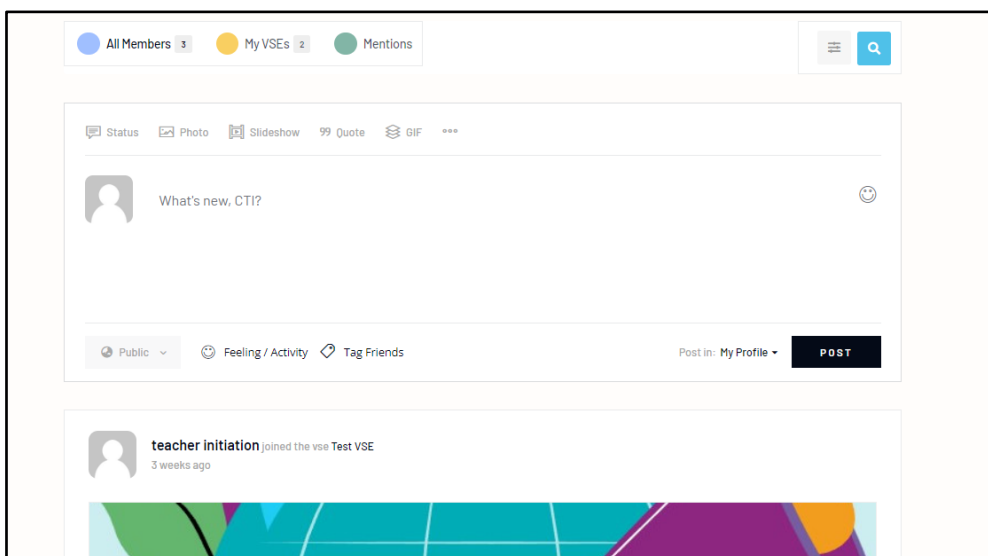 All Members 3 My VSEs 2 Mentions
Status Photo Slideshow 99 Quote GIF
What's new, CTI?
Public Feeling / Activity Tag Friends Post in: My Profile POST
teacher initiation joined the vse Test VSE
3 weeks ago